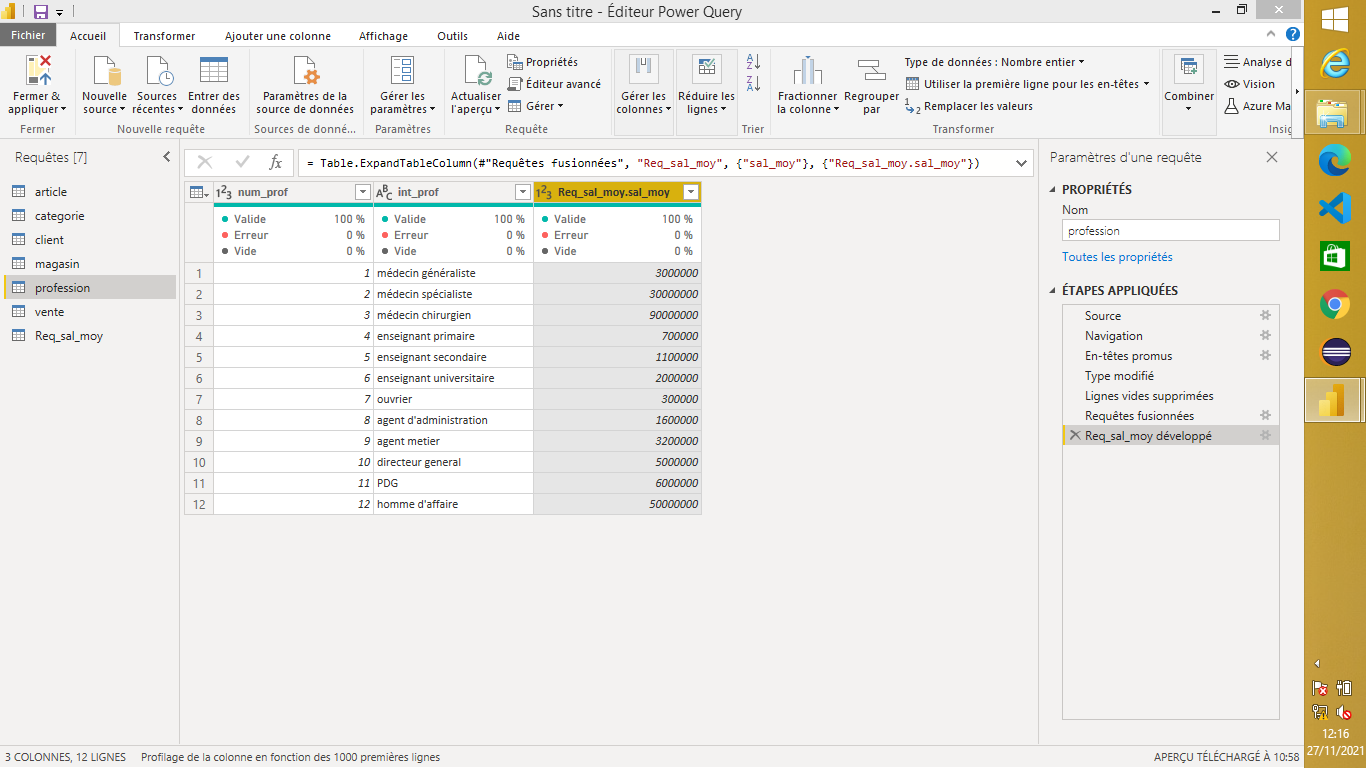 Sans titre - Éditeur Power Query
Fichier Accueil Transformer Ajouter une colonne Affichage Outils Aide
Fermer & appliquer
Fermer
Nouvelle source
Sources récentes
Entrer des données
Nouvelle requête
Paramètres de la source de données
Sources de donné...
Gérer les paramètres
Paramètres
Actualiser l'aperçu
Propriétés
Éditeur avancé
Gérer
Requête
Gérer les colonnes
Réduire les lignes
Trier
Fractionner la colonne
Regrouper par
Type de données : Nombre entier
Utiliser la première ligne pour les en-têtes
Remplacer les valeurs
Transformer
Combiner
Analyse d
Vision
Azure Ma
Insig
Requêtes [7]
article
categorie
client
magasin
profession
vente
Req_sal_moy
= Table.ExpandTableColumn(#"Requêtes fusionnées", "Req_sal_moy", {"sal_moy"}, {"Req_sal_moy.sal_moy"})
num_prof int_prof Req_sal_moy.sal_moy
Valide 100 % Valide 100 % Valide 100 %
Erreur 0 % Erreur 0 % Erreur 0 %
Vide 0 % Vide 0 % Vide 0 %
1 1 médecin généraliste 3000000
2 2 médecin spécialiste 30000000
3 3 médecin chirurgien 90000000
4 4 enseignant primaire 700000
5 5 enseignant secondaire 1100000
6 6 enseignant universitaire 2000000
7 7 ouvrier 300000
8 8 agent d'administration 1600000
9 9 agent metier 3200000
10 10 directeur general 5000000
11 11 PDG 6000000
12 12 homme d'affaire 50000000
Paramètres d'une requête
PROPRIÉTÉS
Nom
profession
Toutes les propriétés
ÉTAPES APPLIQUÉES
Source
Navigation
En-têtes promus
Type modifié
Lignes vides supprimées
Requêtes fusionnées
Req_sal_moy développé
3 COLONNES, 12 LIGNES Profilage de la colonne en fonction des 1000 premières lignes
APERÇU TÉLÉCHARGÉ À 10:58
12:16
27/11/2021